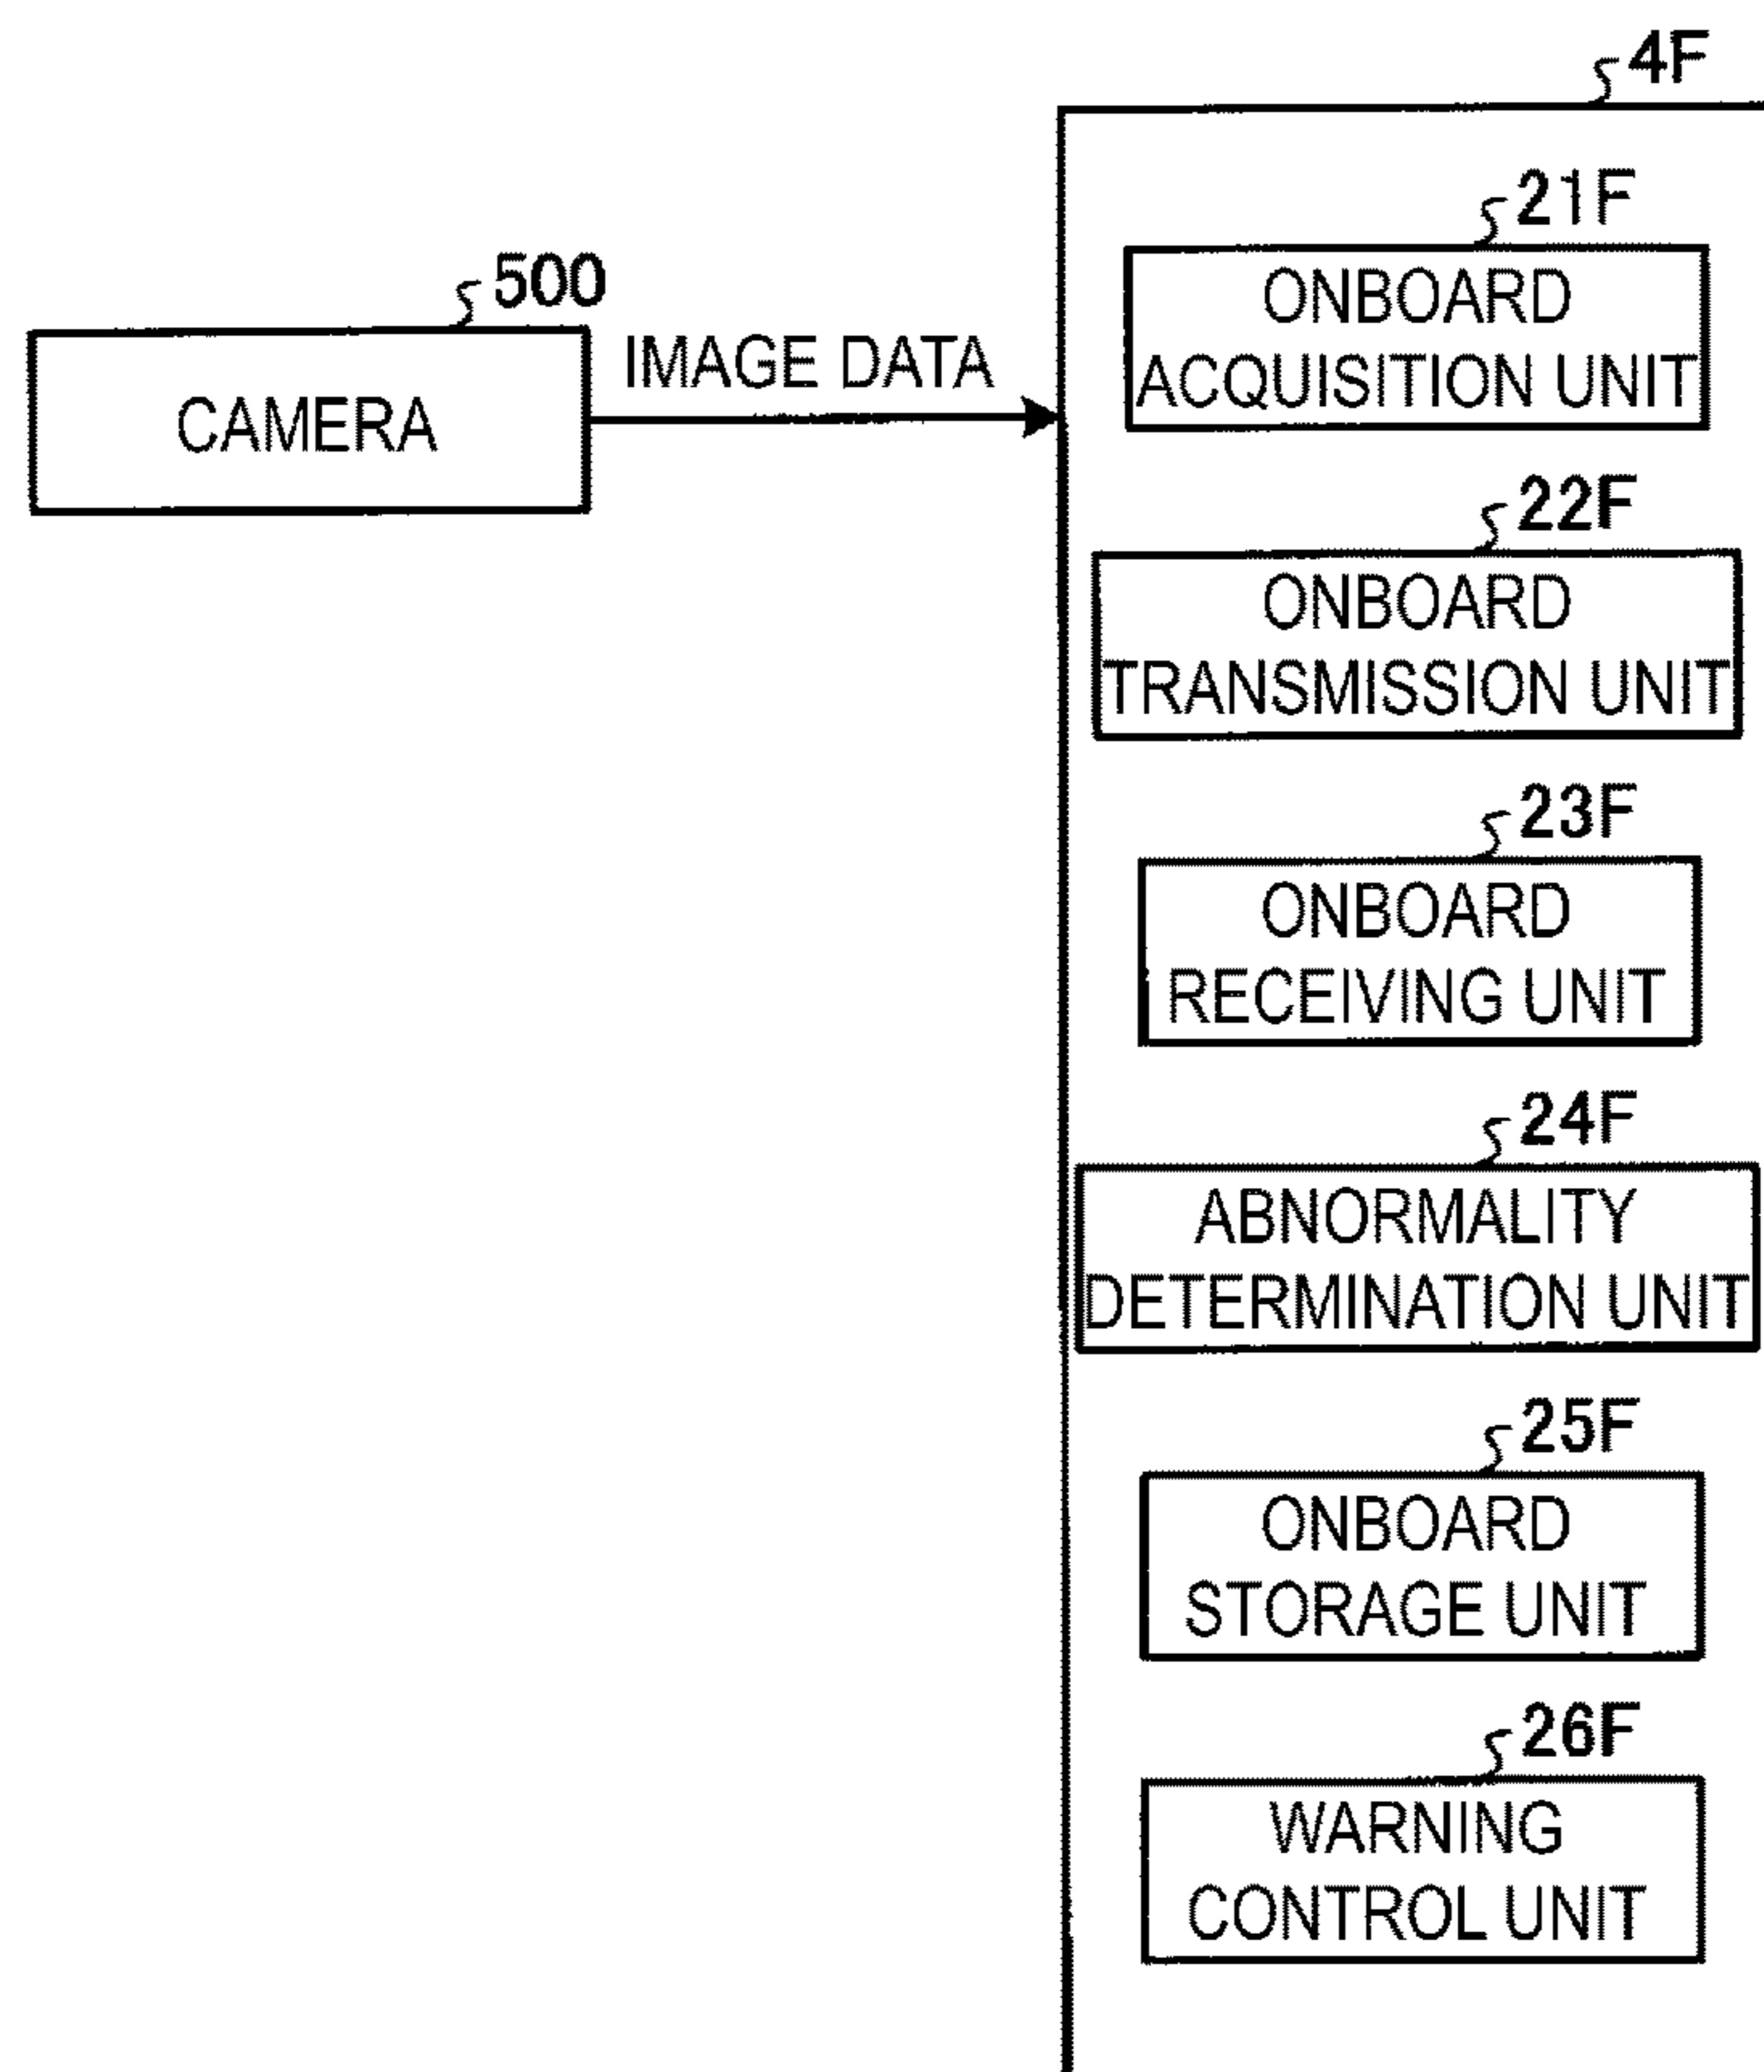 4F
21F
ONBOARD
ACQUISITION UNIT
500
IMAGE DATA
CAMERA
22F
ONBOARD
TRANSMISSION UNIT
23F
ONBOARD
RECEIVING UNIT
24F
ABNORMALITY
DETERMINATION UNIT
25F
ONBOARD
STORAGE UNIT
26F
WARNING
CONTROL UNIT